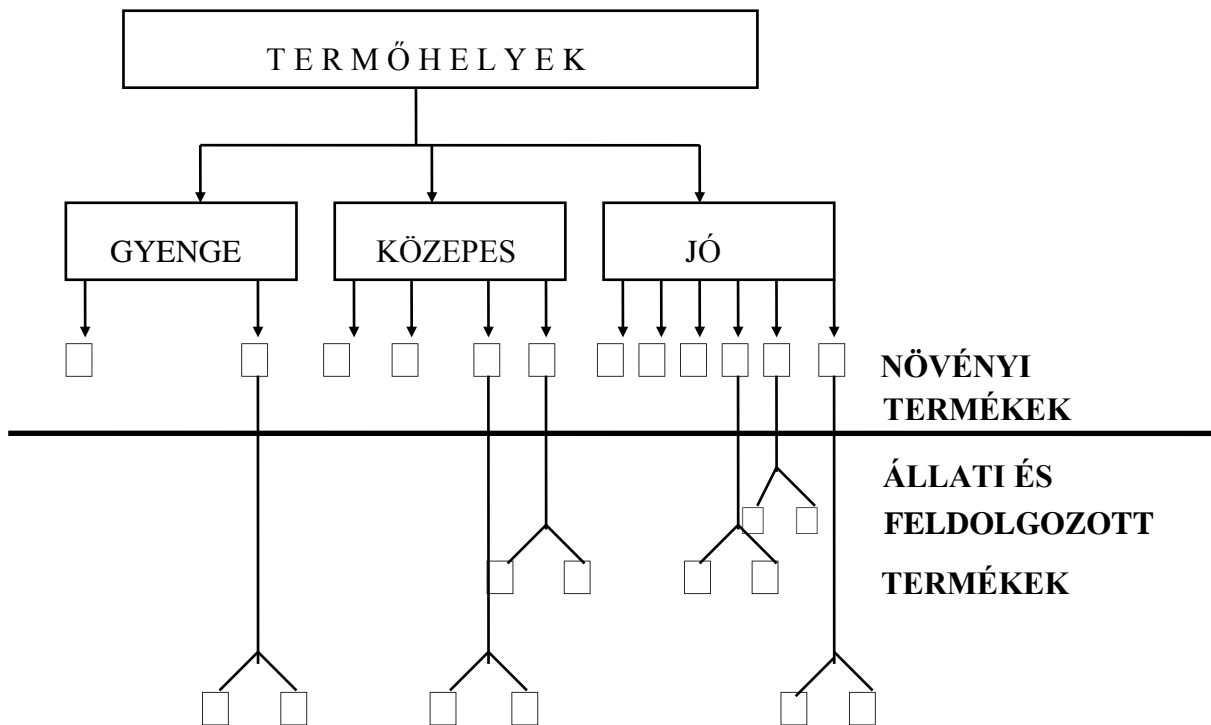 T E R M Ő H E L Y E K
GYENGE
KÖZEPES
JÓ
NÖVÉNYI
TERMÉKEK
ÁLLATI ÉS
FELDOLGOZOTT
TERMÉKEK